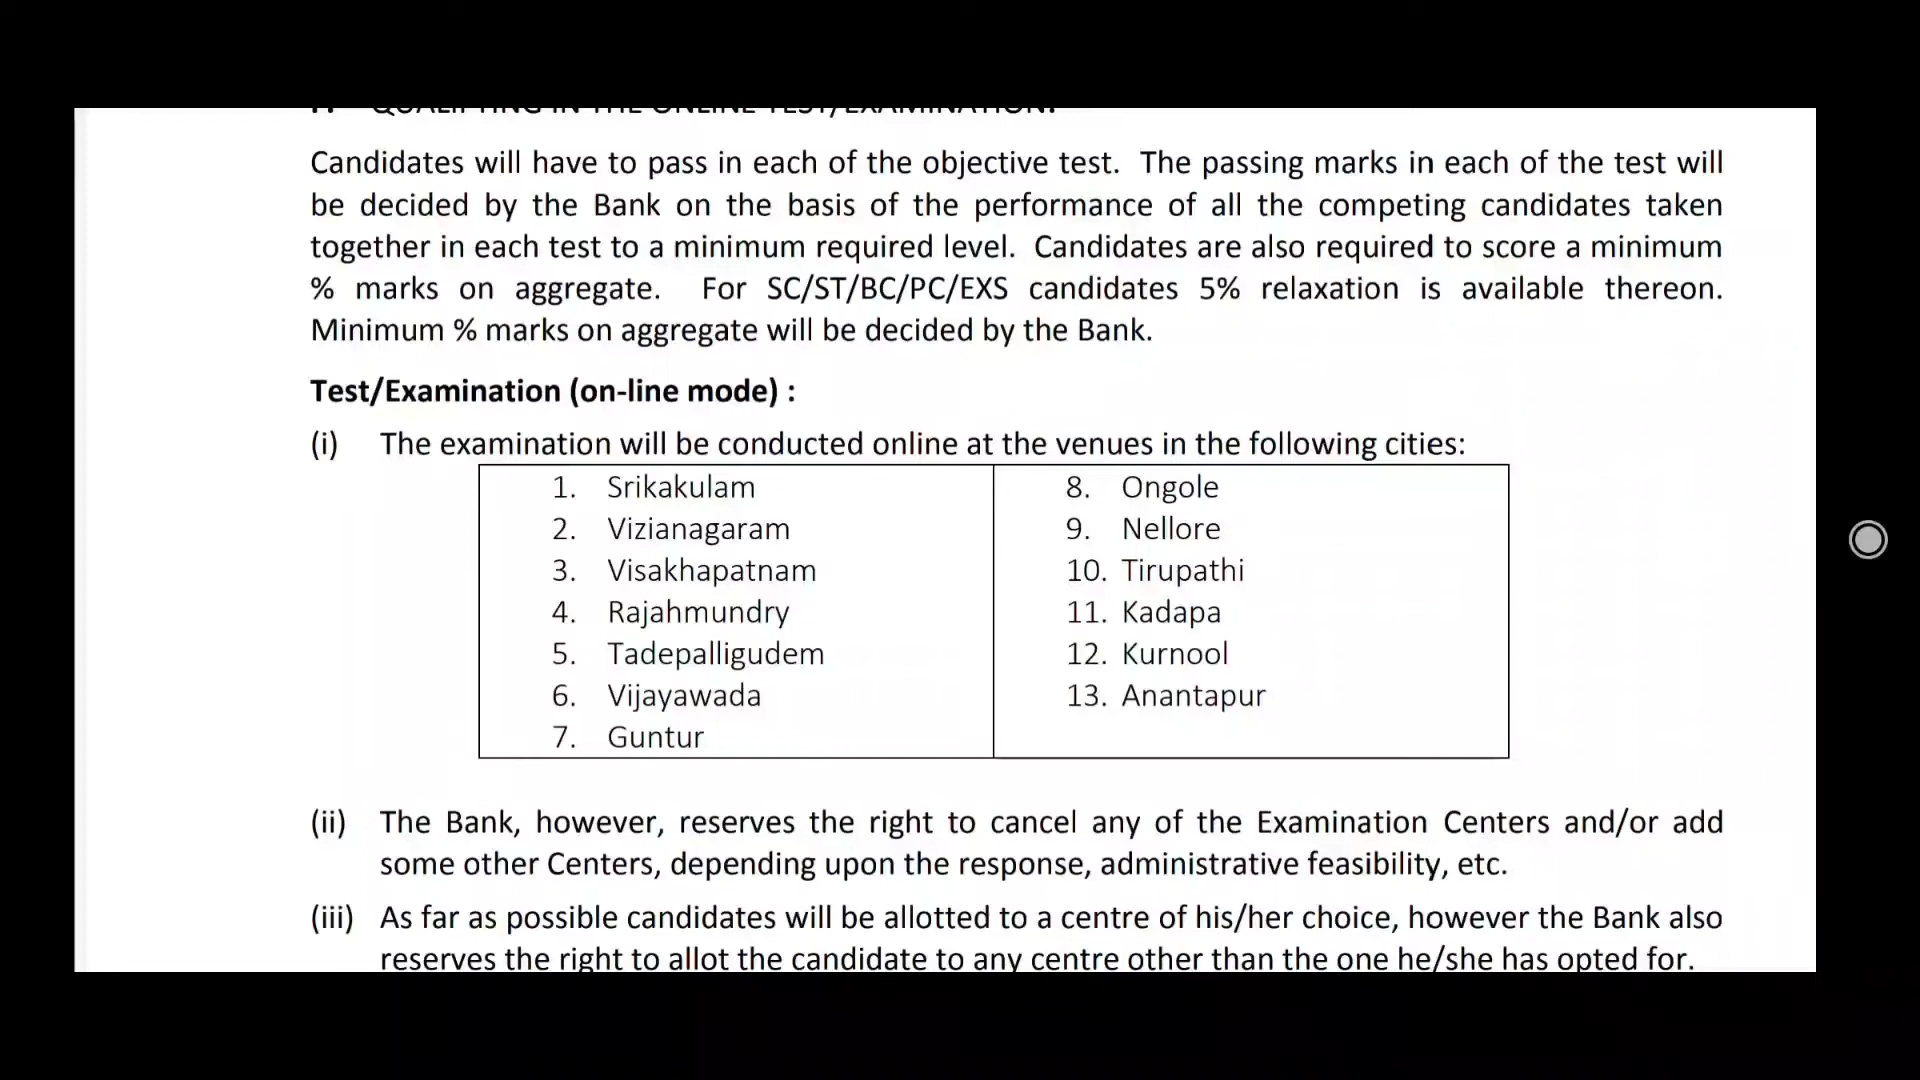 QUALIFYING IN THE ONLINE TEST/EXAMINATION:
Candidates will have to pass in each of the objective test. The passing marks in each of the test will
be decided by the Bank on the basis of the performance of all the competing candidates taken
together in each test to a minimum required level. Candidates are also required to score a minimum
% marks on aggregate. For SC/ST/BC/PC/EXS candidates 5% relaxation is available thereon.
Minimum % marks on aggregate will be decided by the Bank.
Test/Examination (on-line mode) :
(i) The examination will be conducted online at the venues in the following cities:
1. Srikakulam
2. Vizianagaram
3. Visakhapatnam
4. Rajahmundry
5. Tadepalligudem
6. Vijayawada
7. Guntur
8. Ongole
9. Nellore
10. Tirupathi
11. Kadapa
12. Kurnool
13. Anantapur
(ii) The Bank, however, reserves the right to cancel any of the Examination Centers and/or add
some other Centers, depending upon the response, administrative feasibility, etc.
(iii) As far as possible candidates will be allotted to a centre of his/her choice, however the Bank also
reserves the right to allot the candidate to any centre other than the one he/she has opted for.